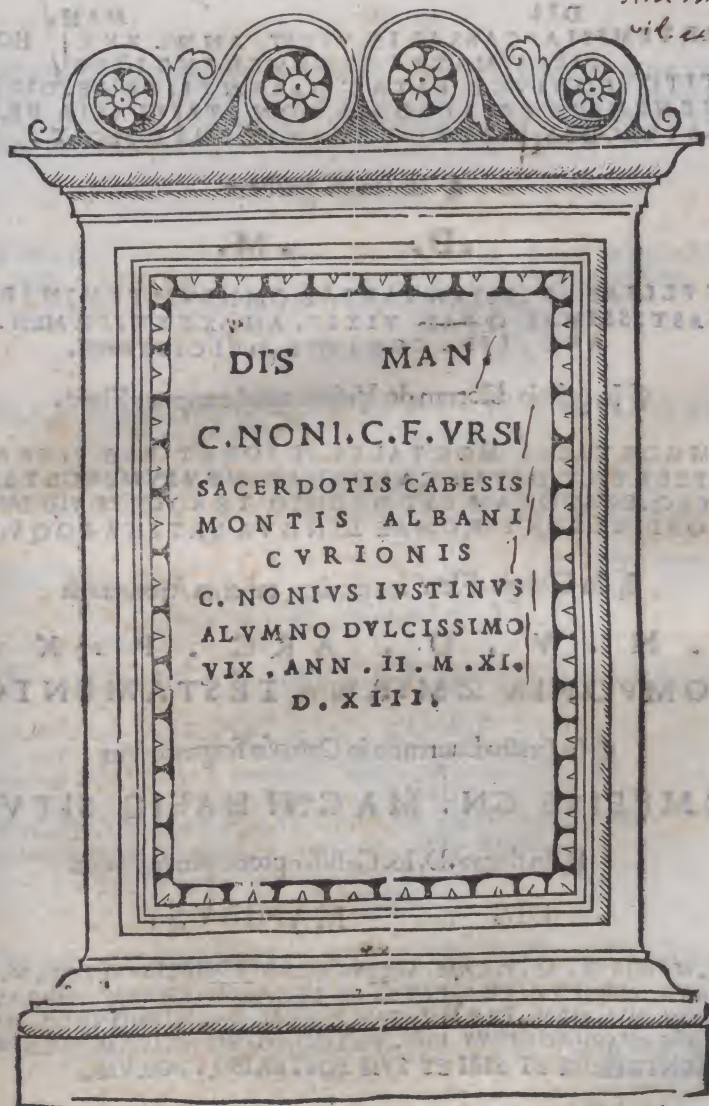 DIS MAN.
C.NONI.C.F.VRSI
SACERDOTIS CABESIS
MONTIS ALBANI
CVRIONIS
C. NONIVS IVSTINVS
ALVMNO DVLCISSIMO
VIX . ANN . II . M . XI.
D. XIII.